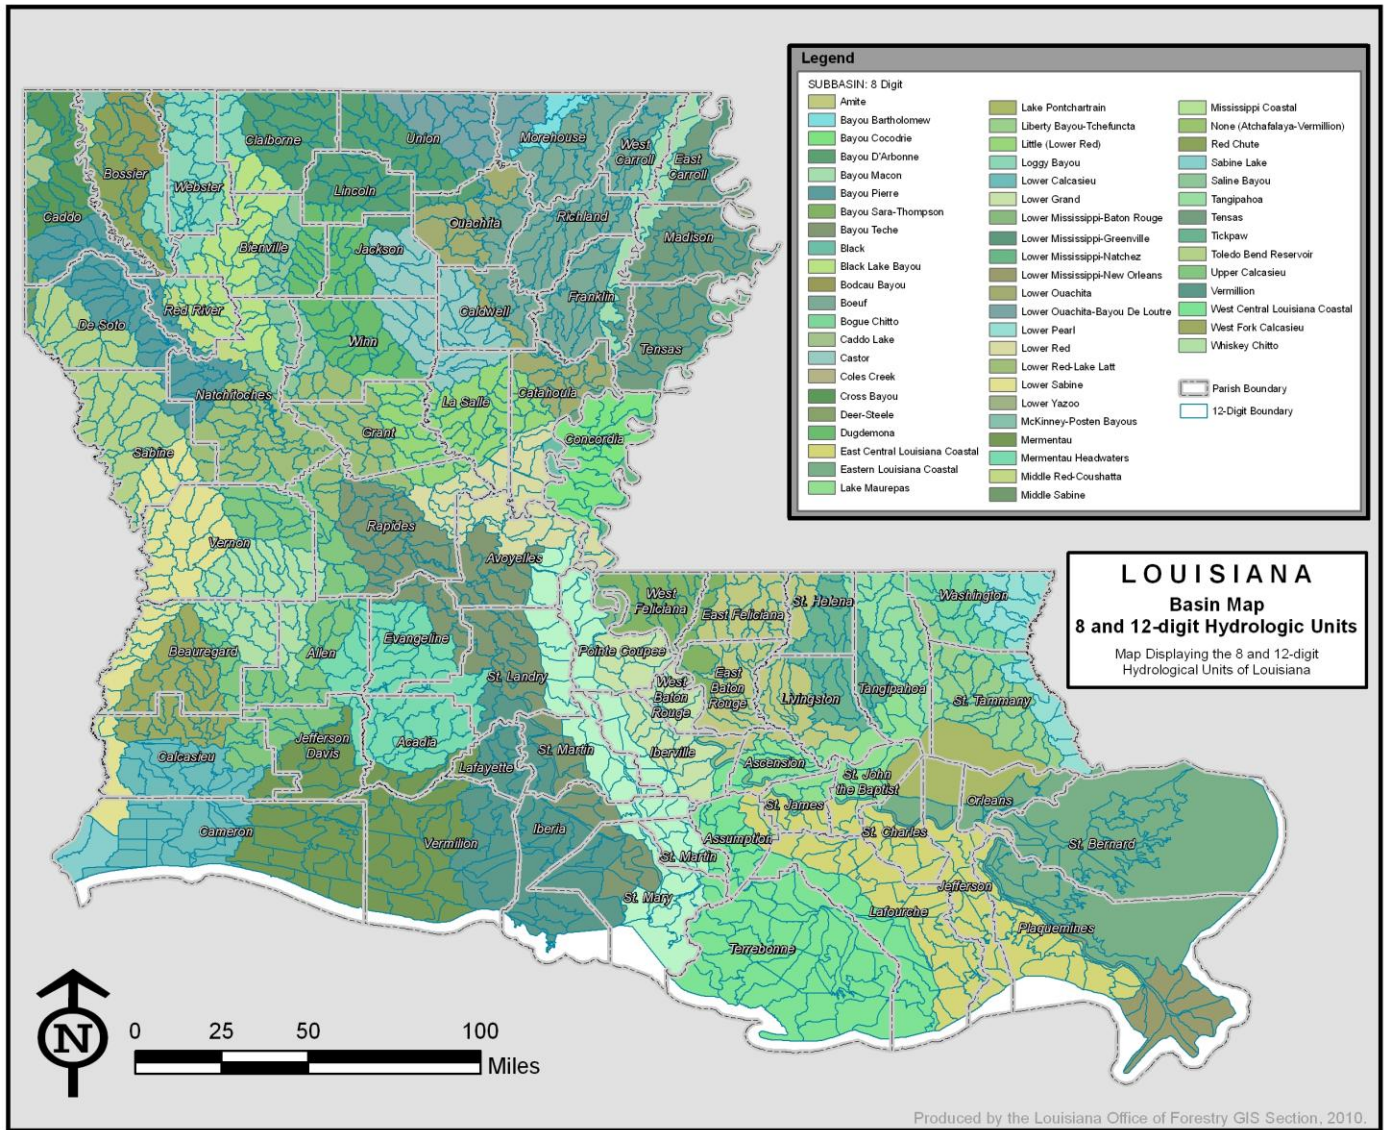 Legend
SUBBASIN: 8 Digit
Amite
Bayou Bartholomew
Bayou Cocodrie
Bayou D'Arbonne
Bayou Macon
Bayou Pierre
Bayou Sara-Thompson
Bayou Teche
Black
Black Lake Bayou
Bodcau Bayou
Boeuf
Bogue Chitto
Caddo Lake
Castor
Coles Creek
Cross Bayou
Deer-Steele
Dugdemona
East Central Louisiana Coastal
Eastern Louisiana Coastal
Lake Maurepas
Lake Pontchartrain
Liberty Bayou-Tchefuncta
Little (Lower Red)
Loggy Bayou
Lower Calcasieu
Lower Grand
Lower Mississippi-Baton Rouge
Lower Mississippi-Greenville
Lower Mississippi-Natchez
Lower Mississippi-New Orleans
Lower Ouachita
Lower Ouachita-Bayou De Loutre
Lower Pearl
Lower Red
Lower Red-Lake Latt
Lower Sabine
Lower Yazoo
McKinney-Posten Bayous
Mermentau
Mermentau Headwaters
Middle Red-Coushatta
Middle Sabine
Mississippi Coastal
None (Atchafalaya-Vermillion)
Red Chute
Sabine Lake
Saline Bayou
Tangipahoa
Tensas
Tickpaw
Toledo Bend Reservoir
Upper Calcasieu
Vermillion
West Central Louisiana Coastal
West Fork Calcasieu
Whiskey Chitto
Parish Boundary
12-Digit Boundary
LOUISIANA
Basin Map
8 and 12-digit Hydrologic Units
Map Displaying the 8 and 12-digit
Hydrological Units of Louisiana
Caddo
Bossier
Webster
Claiborne
Union
Morehouse
West
Carroll
East
Carroll
Lincoln
Ouachita
Richland
Madison
Bienville
Jackson
Red River
De Soto
Caldwell
Franklin
Tensas
Winn
Natchitoches
La Salle
Catahoula
Grant
Concordia
Sabine
Rapides
Vernon
Avoyelles
West
Feliciana
East Feliciana
St. Helena
Washington
Evangeline
Beauregard
Allen
Pointe Coupee
St. Landry
West
Baton
Rouge
East
Baton
Rouge
Livingston
Tangipahoa
St. Tammany
Jefferson
Davis
Acadia
Calcasieu
St. Martin
Lafayette
Iberville
Ascension
St. John
the Baptist
Orleans
St. James
Cameron
Vermilion
Iberia
Assumption
St. Charles
St. Bernard
St. Martin
St. Mary
Jefferson
Lafourche
Plaquemines
Terrebonne
N
0 25 50 100
Miles
Produced by the Louisiana Office of Forestry GIS Section, 2010.